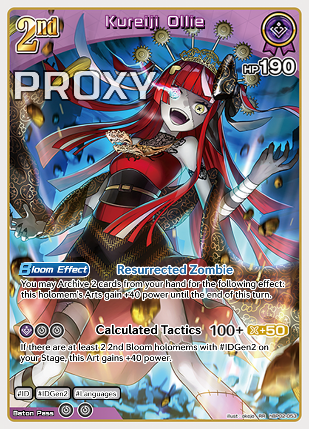 Kureiji Ollie
2nd
HP190
PROXY
Bloom Effect Resurrected Zombie
You may Archive 2 cards from your hand for the following effect:
this holomem's Arts gain +40 power until the end of this turn.
Calculated Tactics 100+ +50
If there are at least 2 2nd Bloom holomems with #IDGen2 on
your Stage, this Art gains +40 power.
#ID #IDGen2 #Languages
Baton Pass